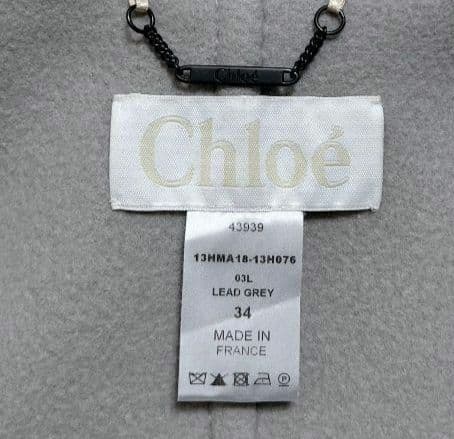 Chloé
Chloé
43939
13HMA18-13H076
03L
LEAD GREY
34
MADE IN
FRANCE
P